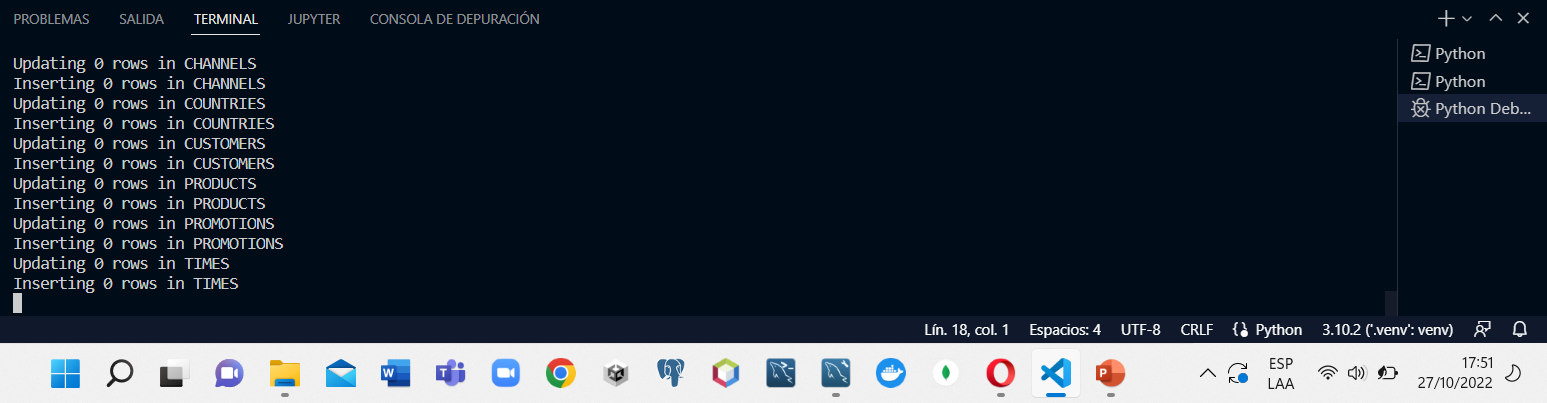 PROBLEMAS SALIDA TERMINAL JUPYTER CONSOLA DE DEPURACIÓN
Updating 0 rows in CHANNELS
Inserting 0 rows in CHANNELS
Updating 0 rows in COUNTRIES
Inserting 0 rows in COUNTRIES
Updating 0 rows in CUSTOMERS
Inserting 0 rows in CUSTOMERS
Updating 0 rows in PRODUCTS
Inserting 0 rows in PRODUCTS
Updating 0 rows in PROMOTIONS
Inserting 0 rows in PROMOTIONS
Updating 0 rows in TIMES
Inserting 0 rows in TIMES
Python
Python
Python Deb...
Lín. 18, col. 1 Espacios: 4 UTF-8 CRLF Python 3.10.2 ('.venv': venv)
ESP
LAA
17:51
27/10/2022